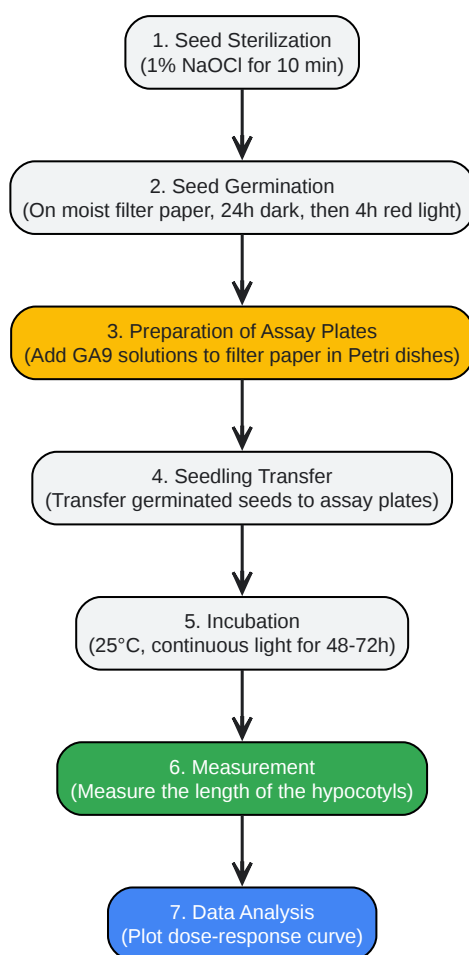 1. Seed Sterilization
(1% NaOCl for 10 min)
2. Seed Germination
(On moist filter paper, 24h dark, then 4h red light)
3. Preparation of Assay Plates
(Add GA9 solutions to filter paper in Petri dishes)
4. Seedling Transfer
(Transfer germinated seeds to assay plates)
5. Incubation
(25°C, continuous light for 48-72h)
6. Measurement
(Measure the length of the hypocotyls)
7. Data Analysis
(Plot dose-response curve)